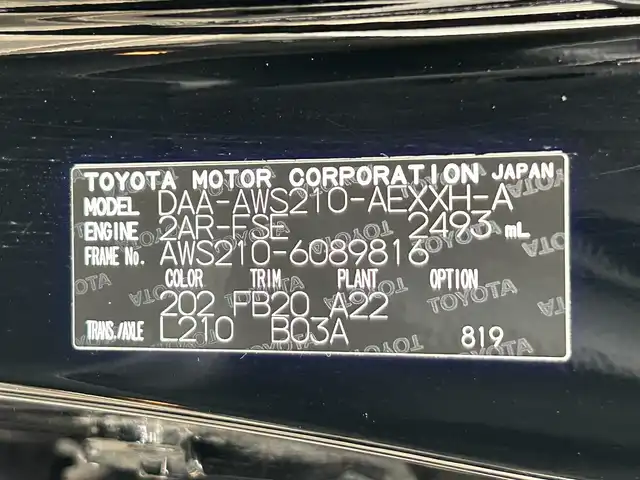 TOYOTA MOTOR CORPORATION JAPAN
MODEL DAA-AWS210-AEXXH-A
ENGINE 2AR-FSE 2493 mL
FRAME No. AWS210-6089816
COLOR TRIM PLANT OPTION
202 FB20 A22
TRANS./AXLE L210 B03A 819